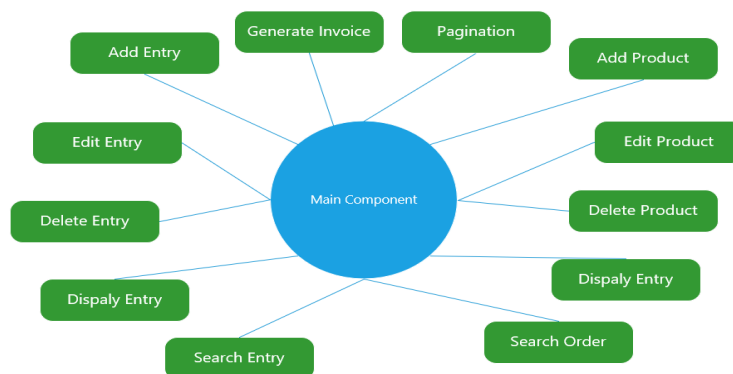 Generate Invoice
Pagination
Add Entry
Add Product
Edit Entry
Edit Product
Main Component
Delete Entry
Delete Product
Dispaly Entry
Dispaly Entry
Search Order
Search Entry